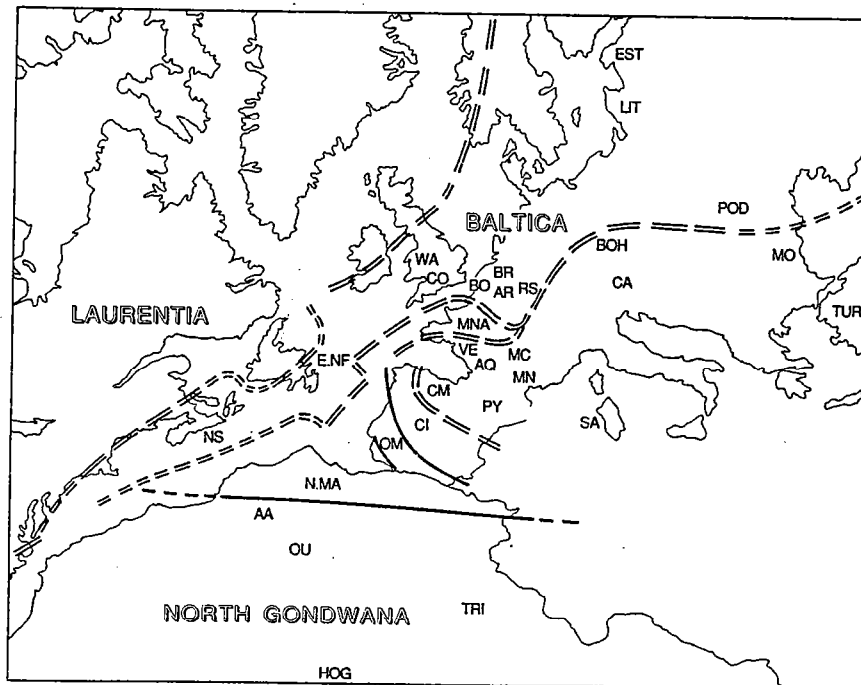 EST
LIT
POD
BALTICA
BOH
MO
WA
BR
CO
BO
AR
RS
CA
LAURENTIA
TUR
MNA
VE
MC
E.NF
AQ
MN
CM
PY
CI
SA
NS
OM
N.MA
AA
OU
NORTH GONDWANA
TRI
HOG